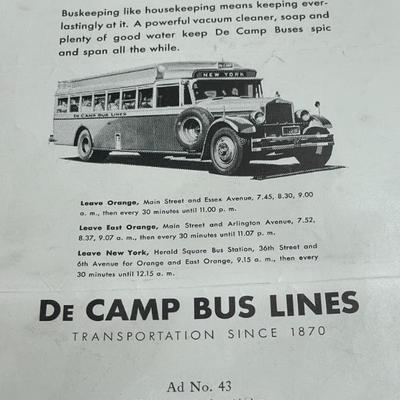 Buskeeping like housekeeping means keeping ever-
lastingly at it. A powerful vacuum cleaner, soap and
plenty of good water keep De Camp Buses spic
and span all the while.
NEW YORK
DE CAMP BUS LINES
Leave Orange, Main Street and Essex Avenue, 7.45, 8.30, 9.00
a. m., then every 30 minutes until 11.00 p. m.
Leave East Orange, Main Street and Arlington Avenue, 7.52,
8.37, 9.07 a. m., then every 30 minutes until 11.07 p. m.
Leave New York, Herald Square Bus Station, 36th Street and
6th Avenue for Orange and East Orange, 9.15 a. m., then every
30 minutes until 12.15 a. m.
DE CAMP BUS LINES
TRANSPORTATION SINCE 1870
Ad No. 43